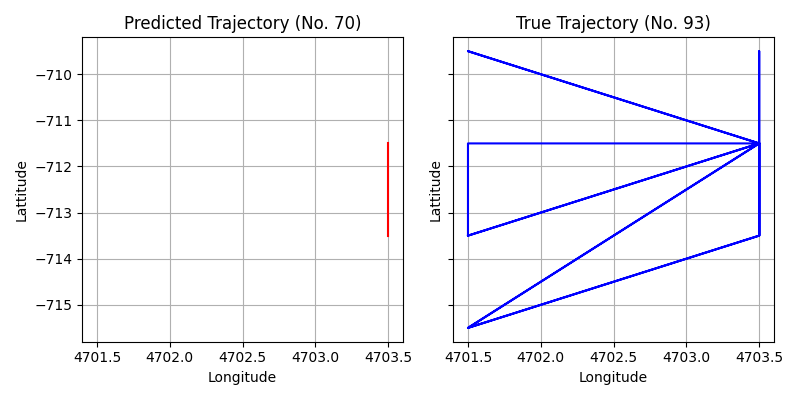 Predicted Trajectory (No. 70)
True Trajectory (No. 93)
Lattitude
−710
−711
−712
−713
−714
−715
4701.5 4702.0 4702.5 4703.0 4703.5
Longitude
Lattitude
4701.5 4702.0 4702.5 4703.0 4703.5
Longitude